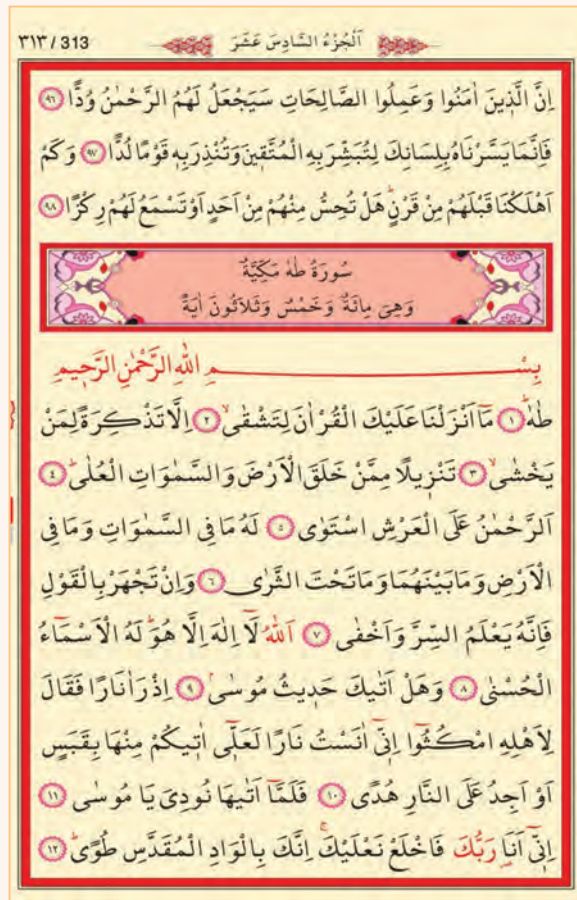 ٣١٣ / 313 اَلْجُزْءُ السَّادِسَ عَشَرَ
اِنَّ الَّذ۪ينَ اٰمَنُوا وَعَمِلُوا الصَّالِحَاتِ سَيَجْعَلُ لَهُمُ الرَّحْمٰنُ وُدًّا ٩٦
فَاِنَّمَا يَسَّرْنَاهُ بِلِسَانِكَ لِتُبَشِّرَ بِهِ الْمُتَّق۪ينَ وَتُنْذِرَ بِه۪ قَوْمًا لُدًّا ٩٧ وَكَمْ
اَهْلَكْنَا قَبْلَهُمْ مِنْ قَرْنٍۜ هَلْ تُحِسُّ مِنْهُمْ مِنْ اَحَدٍ اَوْ تَسْمَعُ لَهُمْ رِكْزًا ٩٨
سُورَةُ طٰهٰ مَكِّيَّةٌ
وَهِيَ مِائَةٌ وَخَمْسٌ وَثَلَاثُونَ اٰيَةً
بِسْمِ اللّٰهِ الرَّحْمٰنِ الرَّح۪يمِ
طٰهٰۜ ١ مَٓا اَنْزَلْنَا عَلَيْكَ الْقُرْاٰنَ لِتَشْقٰىۙ ٢ اِلَّا تَذْكِرَةً لِمَنْ
يَخْشٰىۙ ٣ تَنْز۪يلًا مِمَّنْ خَلَقَ الْاَرْضَ وَالسَّمٰوَاتِ الْعُلٰىۜ ٤
اَلرَّحْمٰنُ عَلَى الْعَرْشِ اسْتَوٰى ٥ لَهُ مَا فِي السَّمٰوَاتِ وَمَا فِي
الْاَرْضِ وَمَا بَيْنَهُمَا وَمَا تَحْتَ الثَّرٰى ٦ وَاِنْ تَجْهَرْ بِالْقَوْلِ
فَاِنَّهُ يَعْلَمُ السِّرَّ وَاَخْفٰى ٧ اَللّٰهُ لَٓا اِلٰهَ اِلَّا هُوَۜ لَهُ الْاَسْمَٓاءُ
الْحُسْنٰى ٨ وَهَلْ اَتٰيكَ حَد۪يثُ مُوسٰىۢ ٩ اِذْ رَاٰ نَارًا فَقَالَ
لِاَهْلِهِ امْكُثُٓوا اِنّ۪ٓي اٰنَسْتُ نَارًا لَعَلّ۪ٓي اٰت۪يكُمْ مِنْهَا بِقَبَسٍ
اَوْ اَجِدُ عَلَى النَّارِ هُدًى ١٠ فَلَمَّٓا اَتٰيهَا نُودِيَ يَا مُوسٰى ١١
اِنّ۪ٓي اَنَا۬ رَبُّكَ فَاخْلَعْ نَعْلَيْكَۚ اِنَّكَ بِالْوَادِ الْمُقَدَّسِ طُوًىۜ ١٢